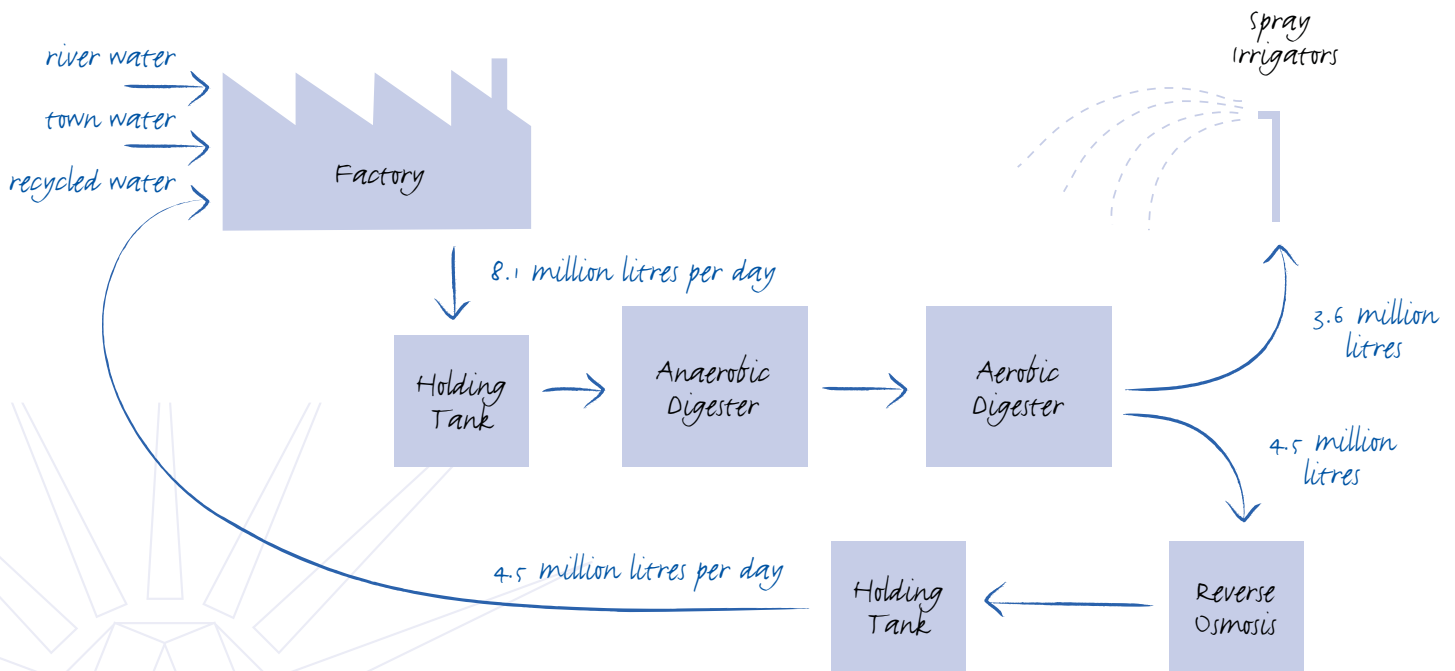 Spray
Irrigators
river water
town water
recycled water
Factory
8.1 million litres per day
3.6 million
litres
Holding
Tank
Anaerobic
Digester
Aerobic
Digester
4.5 million
litres
4.5 million litres per day
Holding
Tank
Reverse
Osmosis